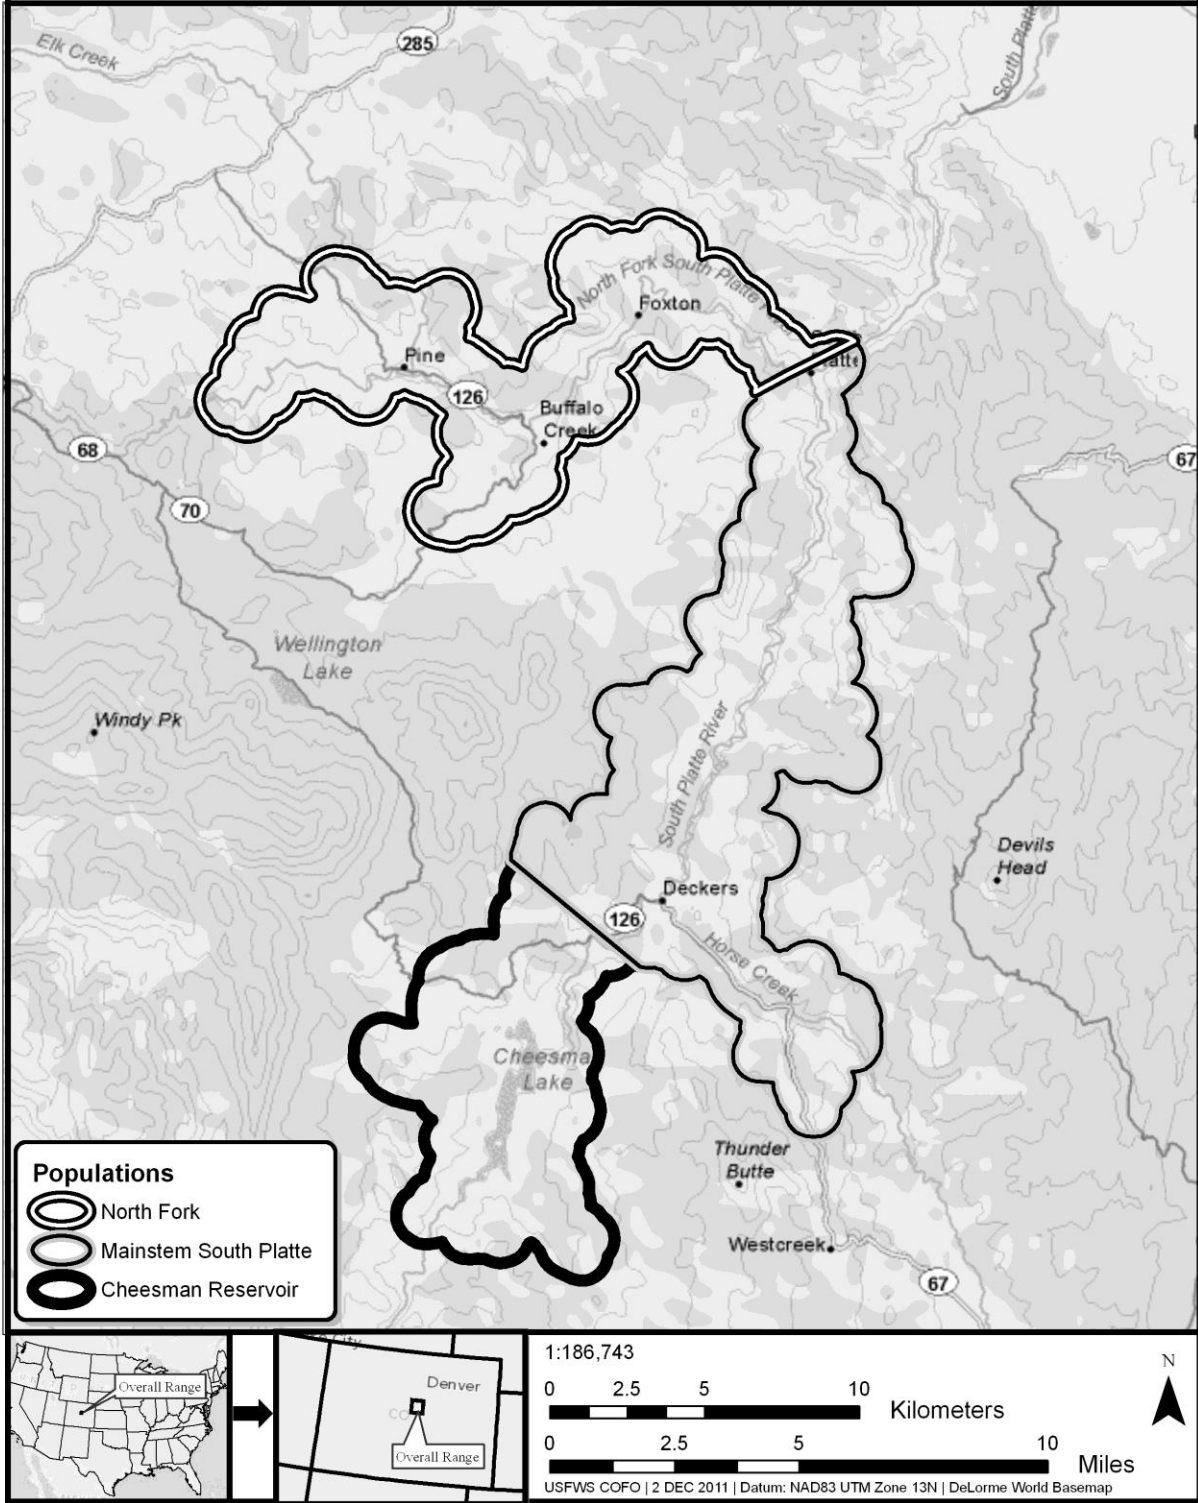 Elk Creek
285
South Platte
North Fork South Platte River
Foxton
Pine
126
Buffalo
Creek
68
67
70
Wellington
Lake
Windy Pk
South Platte River
Devils
Head
Deckers
126
Horse Creek
Cheesma
Lake
Thunder
Butte
Westcreek
67
Populations
North Fork
Mainstem South Platte
Cheesman Reservoir
Overall Range
City
Denver
CO
Overall Range
1:186,743
0 2.5 5 10
Kilometers
0 2.5 5 10
Miles
N
USFWS COFO | 2 DEC 2011 | Datum: NAD83 UTM Zone 13N | DeLorme World Basemap